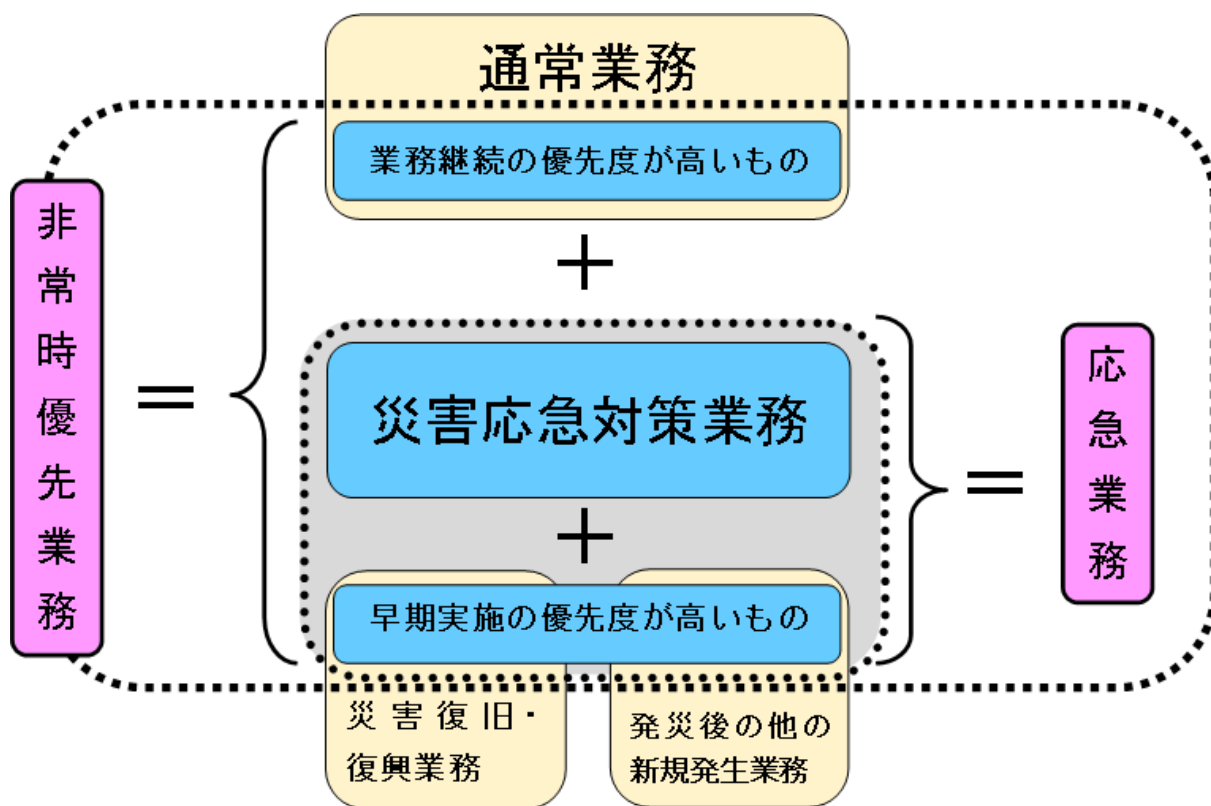 通常業務
業務継続の優先度が高いもの
＋
非常時優先業務
＝
災害応急対策業務
＝
応急業務
＋
早期実施の優先度が高いもの
災害復旧・
復興業務
発災後の他の
新規発生業務